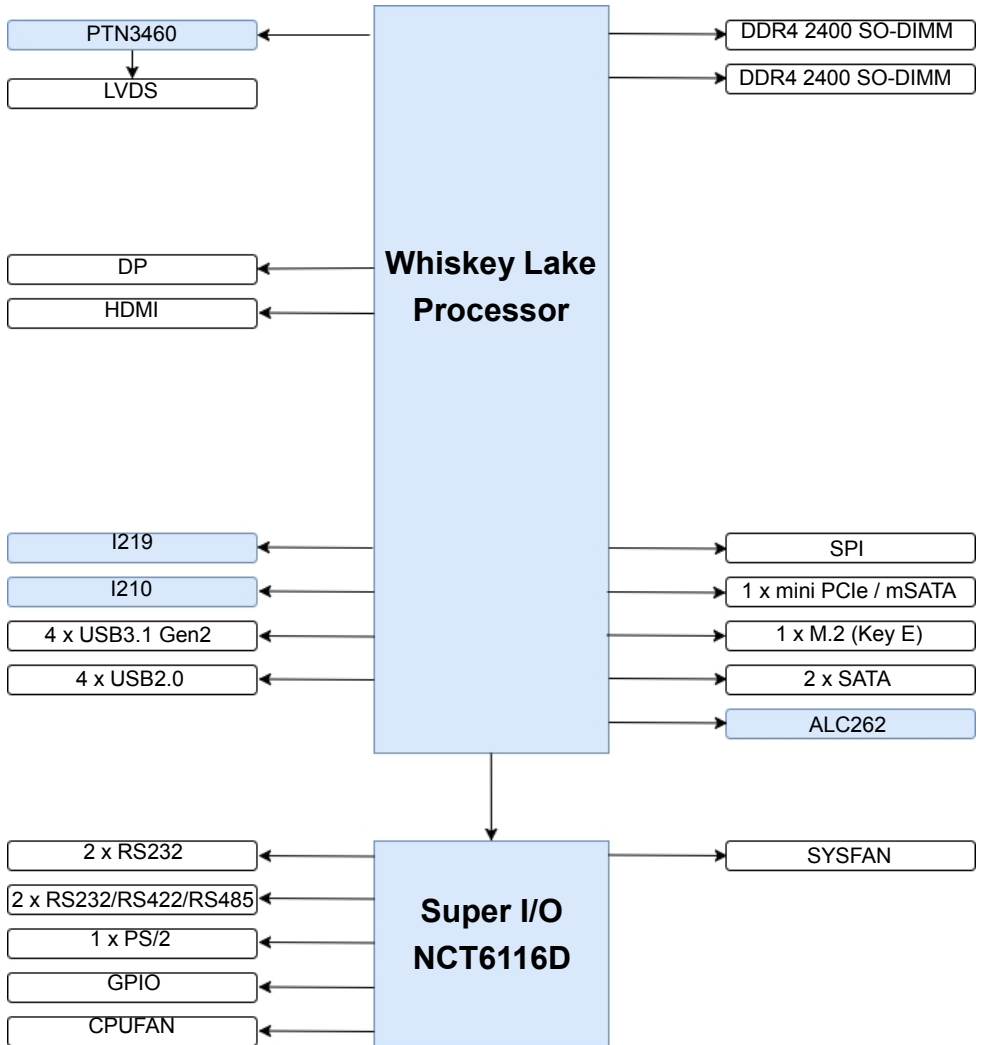 PTN3460
LVDS
DP
HDMI
I219
I210
4 x USB3.1 Gen2
4 x USB2.0
Whiskey Lake
Processor
DDR4 2400 SO-DIMM
DDR4 2400 SO-DIMM
SPI
1 x mini PCIe / mSATA
1 x M.2 (Key E)
2 x SATA
ALC262
2 x RS232
2 x RS232/RS422/RS485
1 x PS/2
GPIO
CPUFAN
Super I/O
NCT6116D
SYSFAN